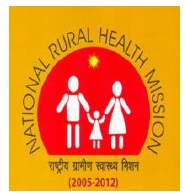 NATIONAL RURAL HEALTH MISSION
राष्ट्रीय ग्रामीण स्वास्थ्य मिशन
(2005-2012)